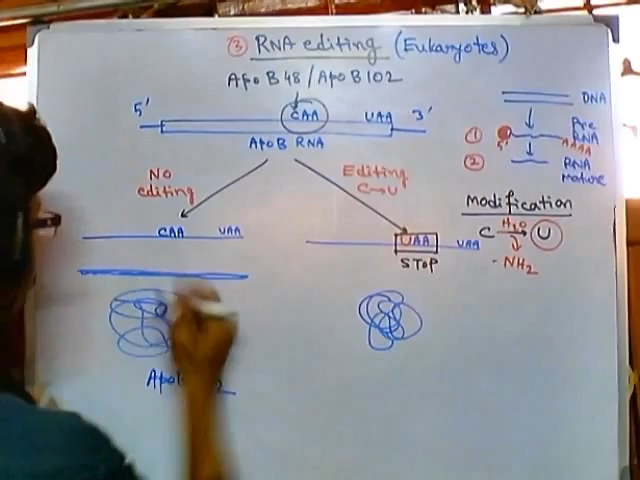 ③ RNA editing (Eukaryotes)
ApoB48/ApoB102
5' CAA UAA 3'
ApoB RNA
No editing
Editing
C→U
CAA UAA
UAA UAA
STOP
DNA
① 5' Pre RNA
AAAA
② RNA Mature
Modification
C H2O → U
- NH2